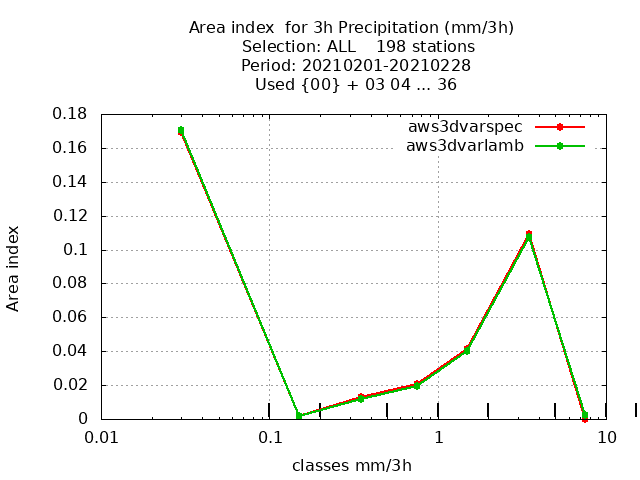 Area index  for 3h Precipitation (mm/3h)
Selection: ALL    198 stations
Period: 20210201-20210228
Used {00} + 03 04 ... 36
aws3dvarspec
aws3dvarlamb
0.18
0.16
0.14
0.12
0.1
0.08
0.06
0.04
0.02
0
Area index
0.01 0.1 1 10
classes mm/3h